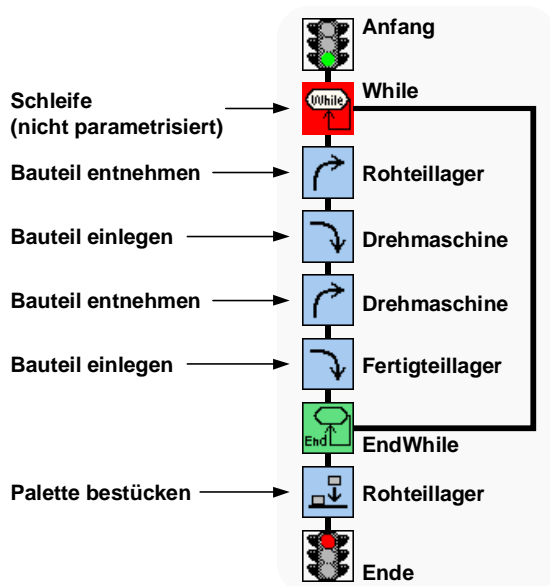 Anfang
Schleife
(nicht parametrisiert)
While
While
Bauteil entnehmen
Rohteillager
Bauteil einlegen
Drehmaschine
Bauteil entnehmen
Drehmaschine
Bauteil einlegen
Fertigteillager
End
EndWhile
Palette bestücken
Rohteillager
Ende